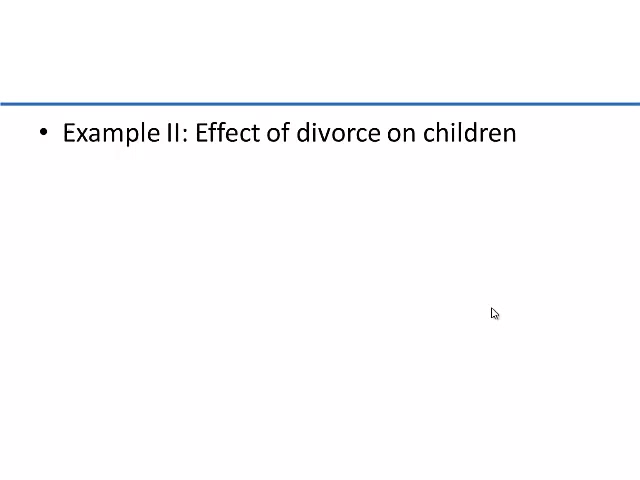 • Example II: Effect of divorce on children